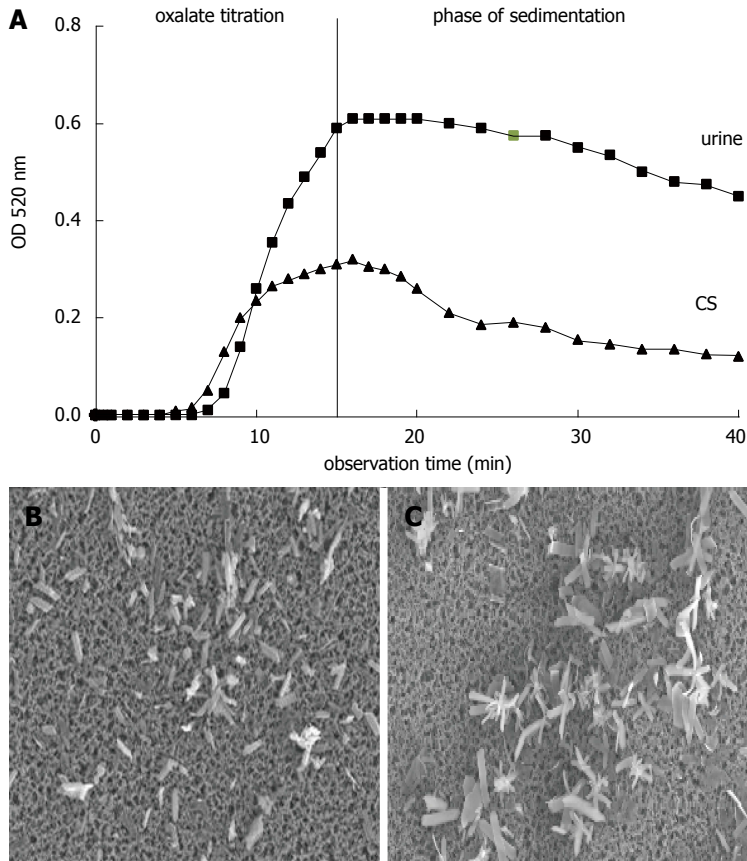 A
oxalate titration
phase of sedimentation
0.8
0.6
0.4
0.2
0.0
OD 520 nm
urine
CS
0 10 20 30 40
observation time (min)
B
C